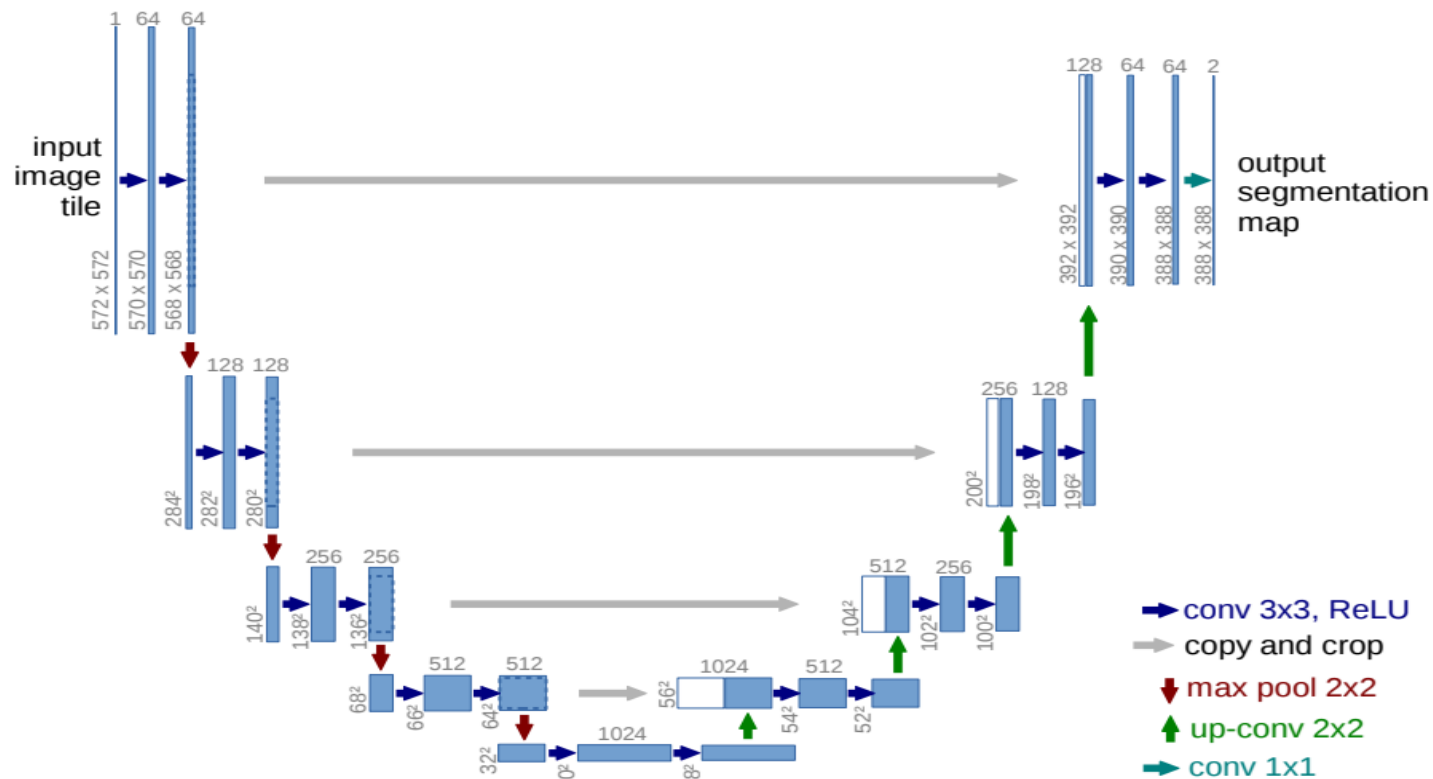 1 64 64
input
image
tile
572 x 572
570 x 570
568 x 568
128 64 64 2
output
segmentation
map
392 x 392
390 x 390
388 x 388
388 x 388
128 128
284²
282²
280²
256 128
200²
198²
196²
256 256
140²
138²
136²
512 256
104²
102²
100²
512 512
68²
66²
64²
1024 512
56²
54²
52²
1024
32²
0²
8²
conv 3x3, ReLU
copy and crop
max pool 2x2
up-conv 2x2
conv 1x1